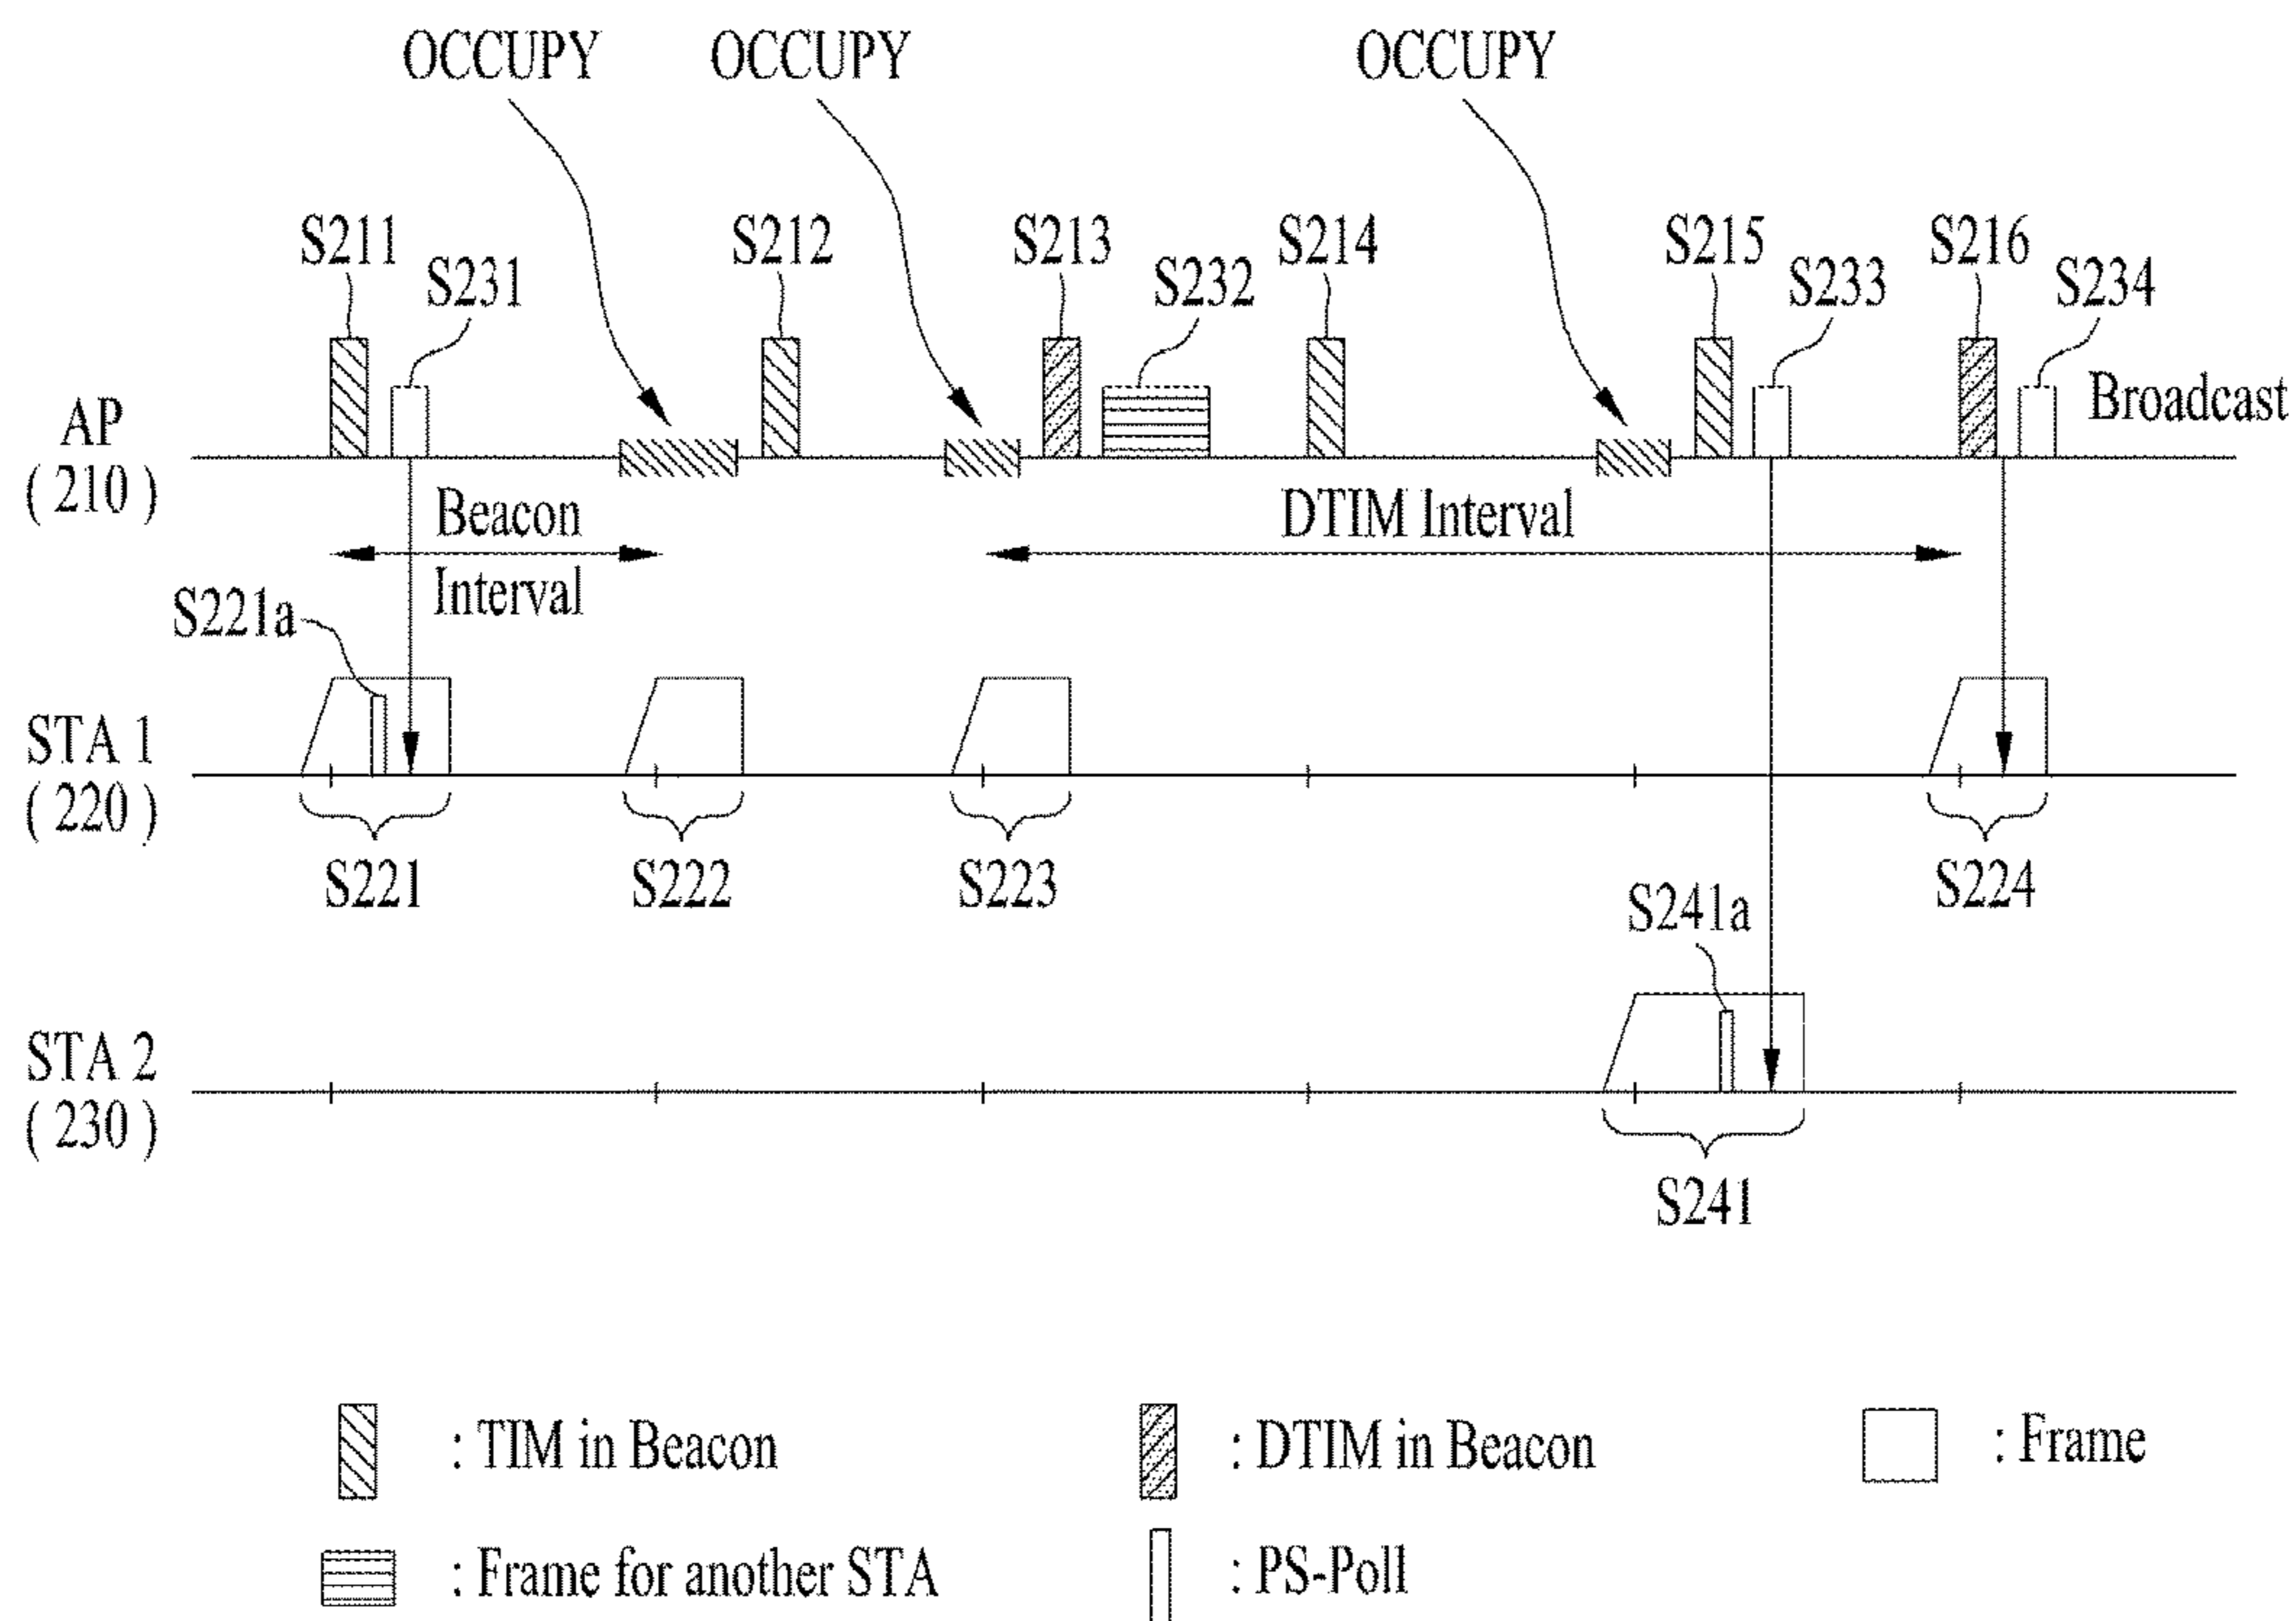 OCCUPY OCCUPY OCCUPY
S211 S212 S213 S214 S215 S216
S231 S232 S233 S234
AP
( 210 )
Broadcast
Beacon
Interval
DTIM Interval
S221a
STA 1
( 220 )
S221 S222 S223 S224
S241a
STA 2
( 230 )
S241
: TIM in Beacon : DTIM in Beacon : Frame
: Frame for another STA : PS-Poll